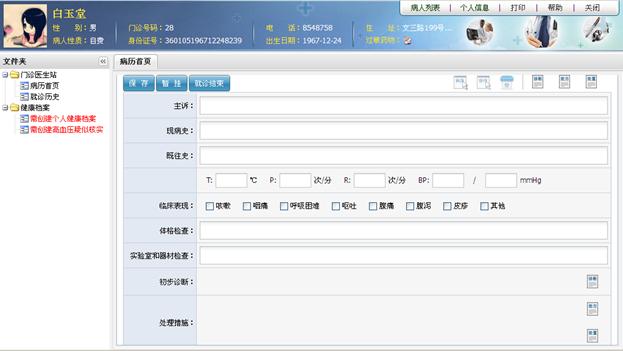 病人列表 个人信息 打印 帮助 关闭
白玉堂
性 别：男 门诊号码：28 电 话：8548758 住 址：文三路199号...
病人性质：自费 身份证号：360105196712248239 出生日期：1967-12-24 过敏药物：
文件夹
病历首页
门诊医生站
病历首页
就诊历史
健康档案
需创建个人健康档案
需创建高血压疑似核实
保 存 暂 挂 就诊结束
主诉：
现病史：
既往史：
T: ℃ P: 次/分 R: 次/分 BP: / mmHg
临床表现： 咳嗽 咽痛 呼吸困难 呕吐 腹痛 腹泻 皮疹 其他
体格检查：
实验室和器材检查：
初步诊断：
处理措施：